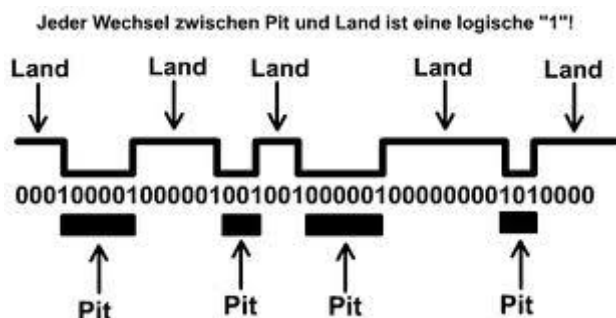 Jeder Wechsel zwischen Pit und Land ist eine logische "1"!
Land Land Land Land Land
000100001000001001001000001000000001010000
Pit Pit Pit Pit